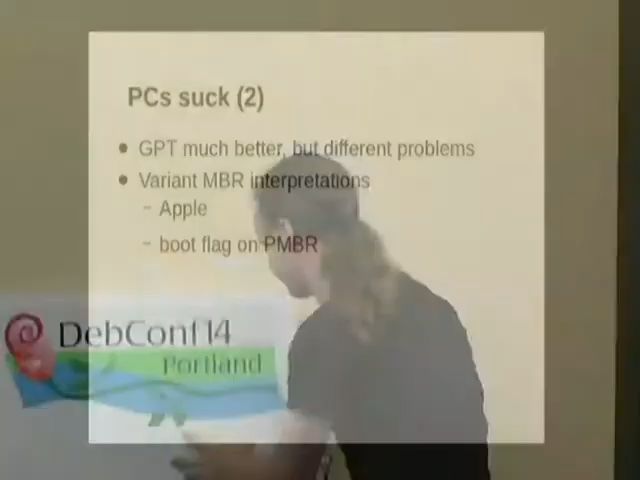 PCs suck (2)
• GPT much better, but different problems
• Variant MBR interpretations
– Apple
– boot flag on PMBR
DebConf14
Portland